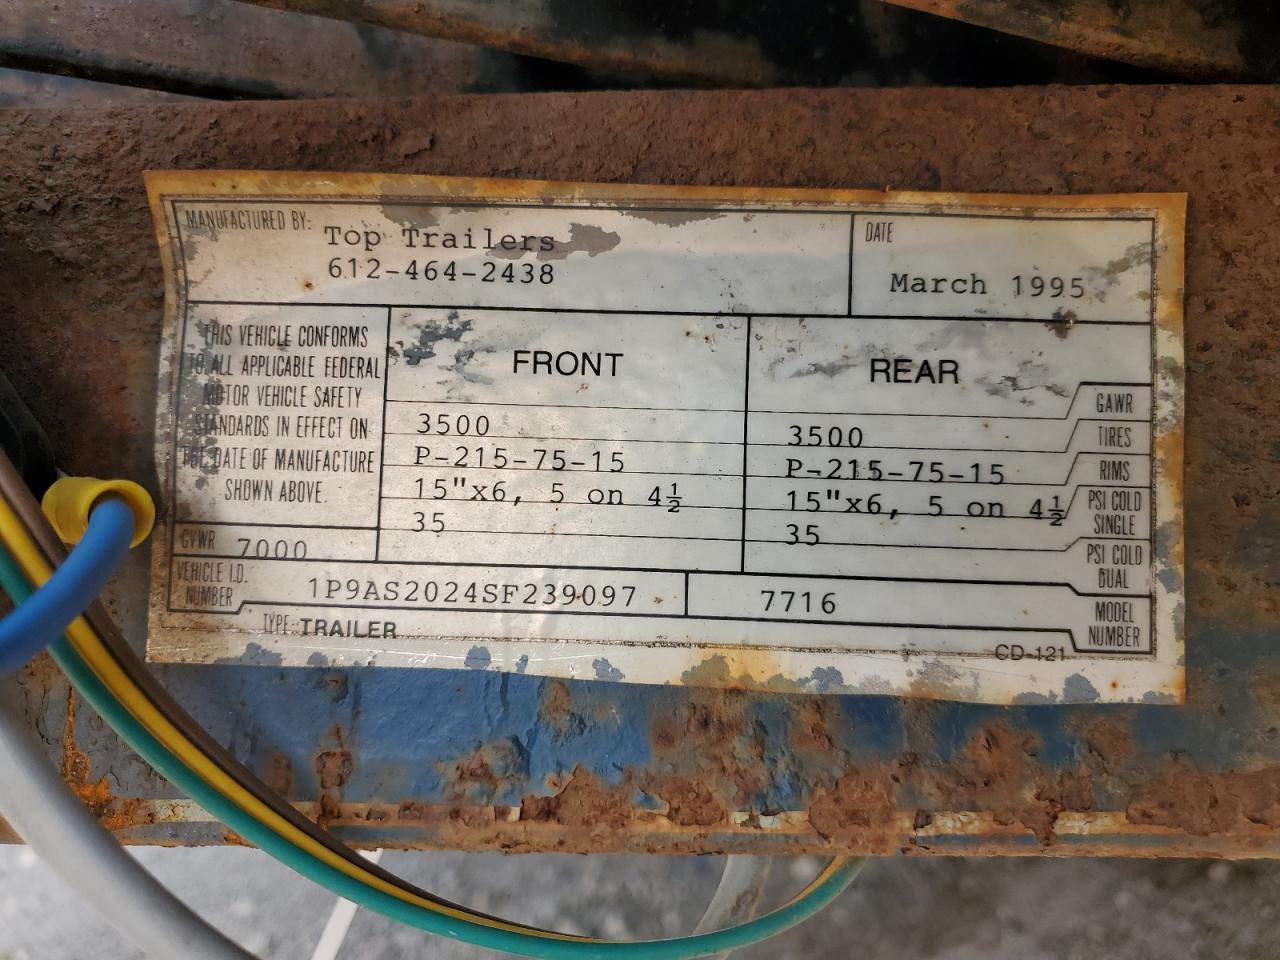 MANUFACTURED BY:
Top Trailers
612-464-2438
DATE
March 1995
THIS VEHICLE CONFORMS
TO ALL APPLICABLE FEDERAL
MOTOR VEHICLE SAFETY
STANDARDS IN EFFECT ON
THE DATE OF MANUFACTURE
SHOWN ABOVE.
FRONT
3500
P-215-75-15
15"x6, 5 on 4½
35
REAR
3500
P-215-75-15
15"x6, 5 on 4½
35
GAWR
TIRES
RIMS
PSI COLD
SINGLE
PSI COLD
DUAL
GVWR 7000
VEHICLE I.D.
NUMBER
1P9AS2024SF239097
7716
MODEL
NUMBER
TYPE: TRAILER
CD-121